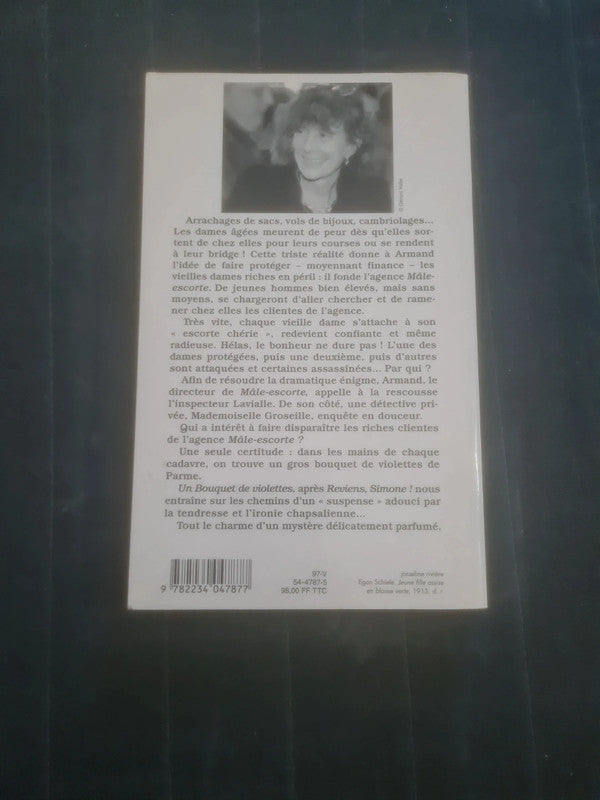 Arrachages de sacs, vols de bijoux, cambriolages...
Les dames âgées meurent de peur dès qu'elles sor-
tent de chez elles pour leurs courses ou se rendent
à leur bridge ! Cette triste réalité donne à Armand
l'idée de faire protéger – moyennant finance – les
vieilles dames riches en péril : il fonde l'agence Mâle-
escorte. De jeunes hommes bien élevés, mais sans
moyens, se chargeront d'aller chercher et de rame-
ner chez elles les clientes de l'agence.
Très vite, chaque vieille dame s'attache à son
« escorte chérie », redevient confiante et même
radieuse. Hélas, le bonheur ne dure pas ! L'une des
dames protégées, puis une deuxième, puis d'autres
sont attaquées et certaines assassinées... Par qui ?
Afin de résoudre la dramatique énigme, Armand, le
directeur de Mâle-escorte, appelle à la rescousse
l'inspecteur Lavialle. De son côté, une détective pri-
vée, Mademoiselle Groseille, enquête en douceur.
Qui a intérêt à faire disparaître les riches clientes
de l'agence Mâle-escorte ?
Une seule certitude : dans les mains de chaque
cadavre, on trouve un gros bouquet de violettes de
Parme.
Un Bouquet de violettes, après Reviens, Simone ! nous
entraîne sur les chemins d'un « suspense » adouci par
la tendresse et l'ironie chapsalienne...
Tout le charme d'un mystère délicatement parfumé.
9 782234 047877
97-V
54-4787-5
98,00 FF TTC
josseline rivière
Egon Schiele, Jeune fille assise
en blouse verte, 1913, d. r.